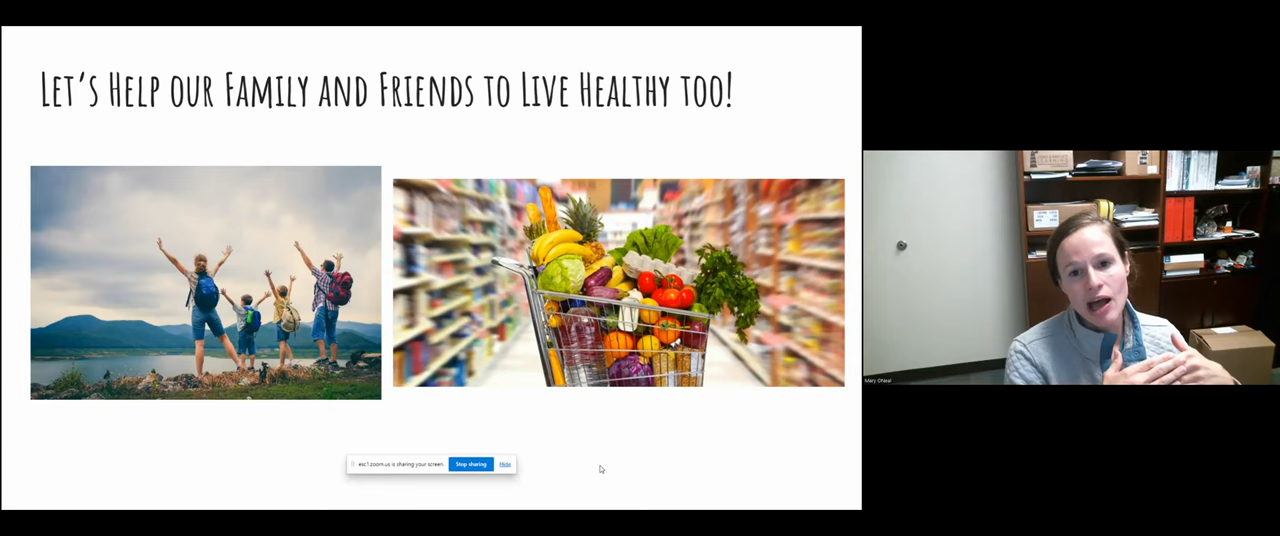 LET'S HELP OUR FAMILY AND FRIENDS TO LIVE HEALTHY TOO!
esc1.zoom.us is sharing your screen.
Stop sharing
Hide
Mary ONeal